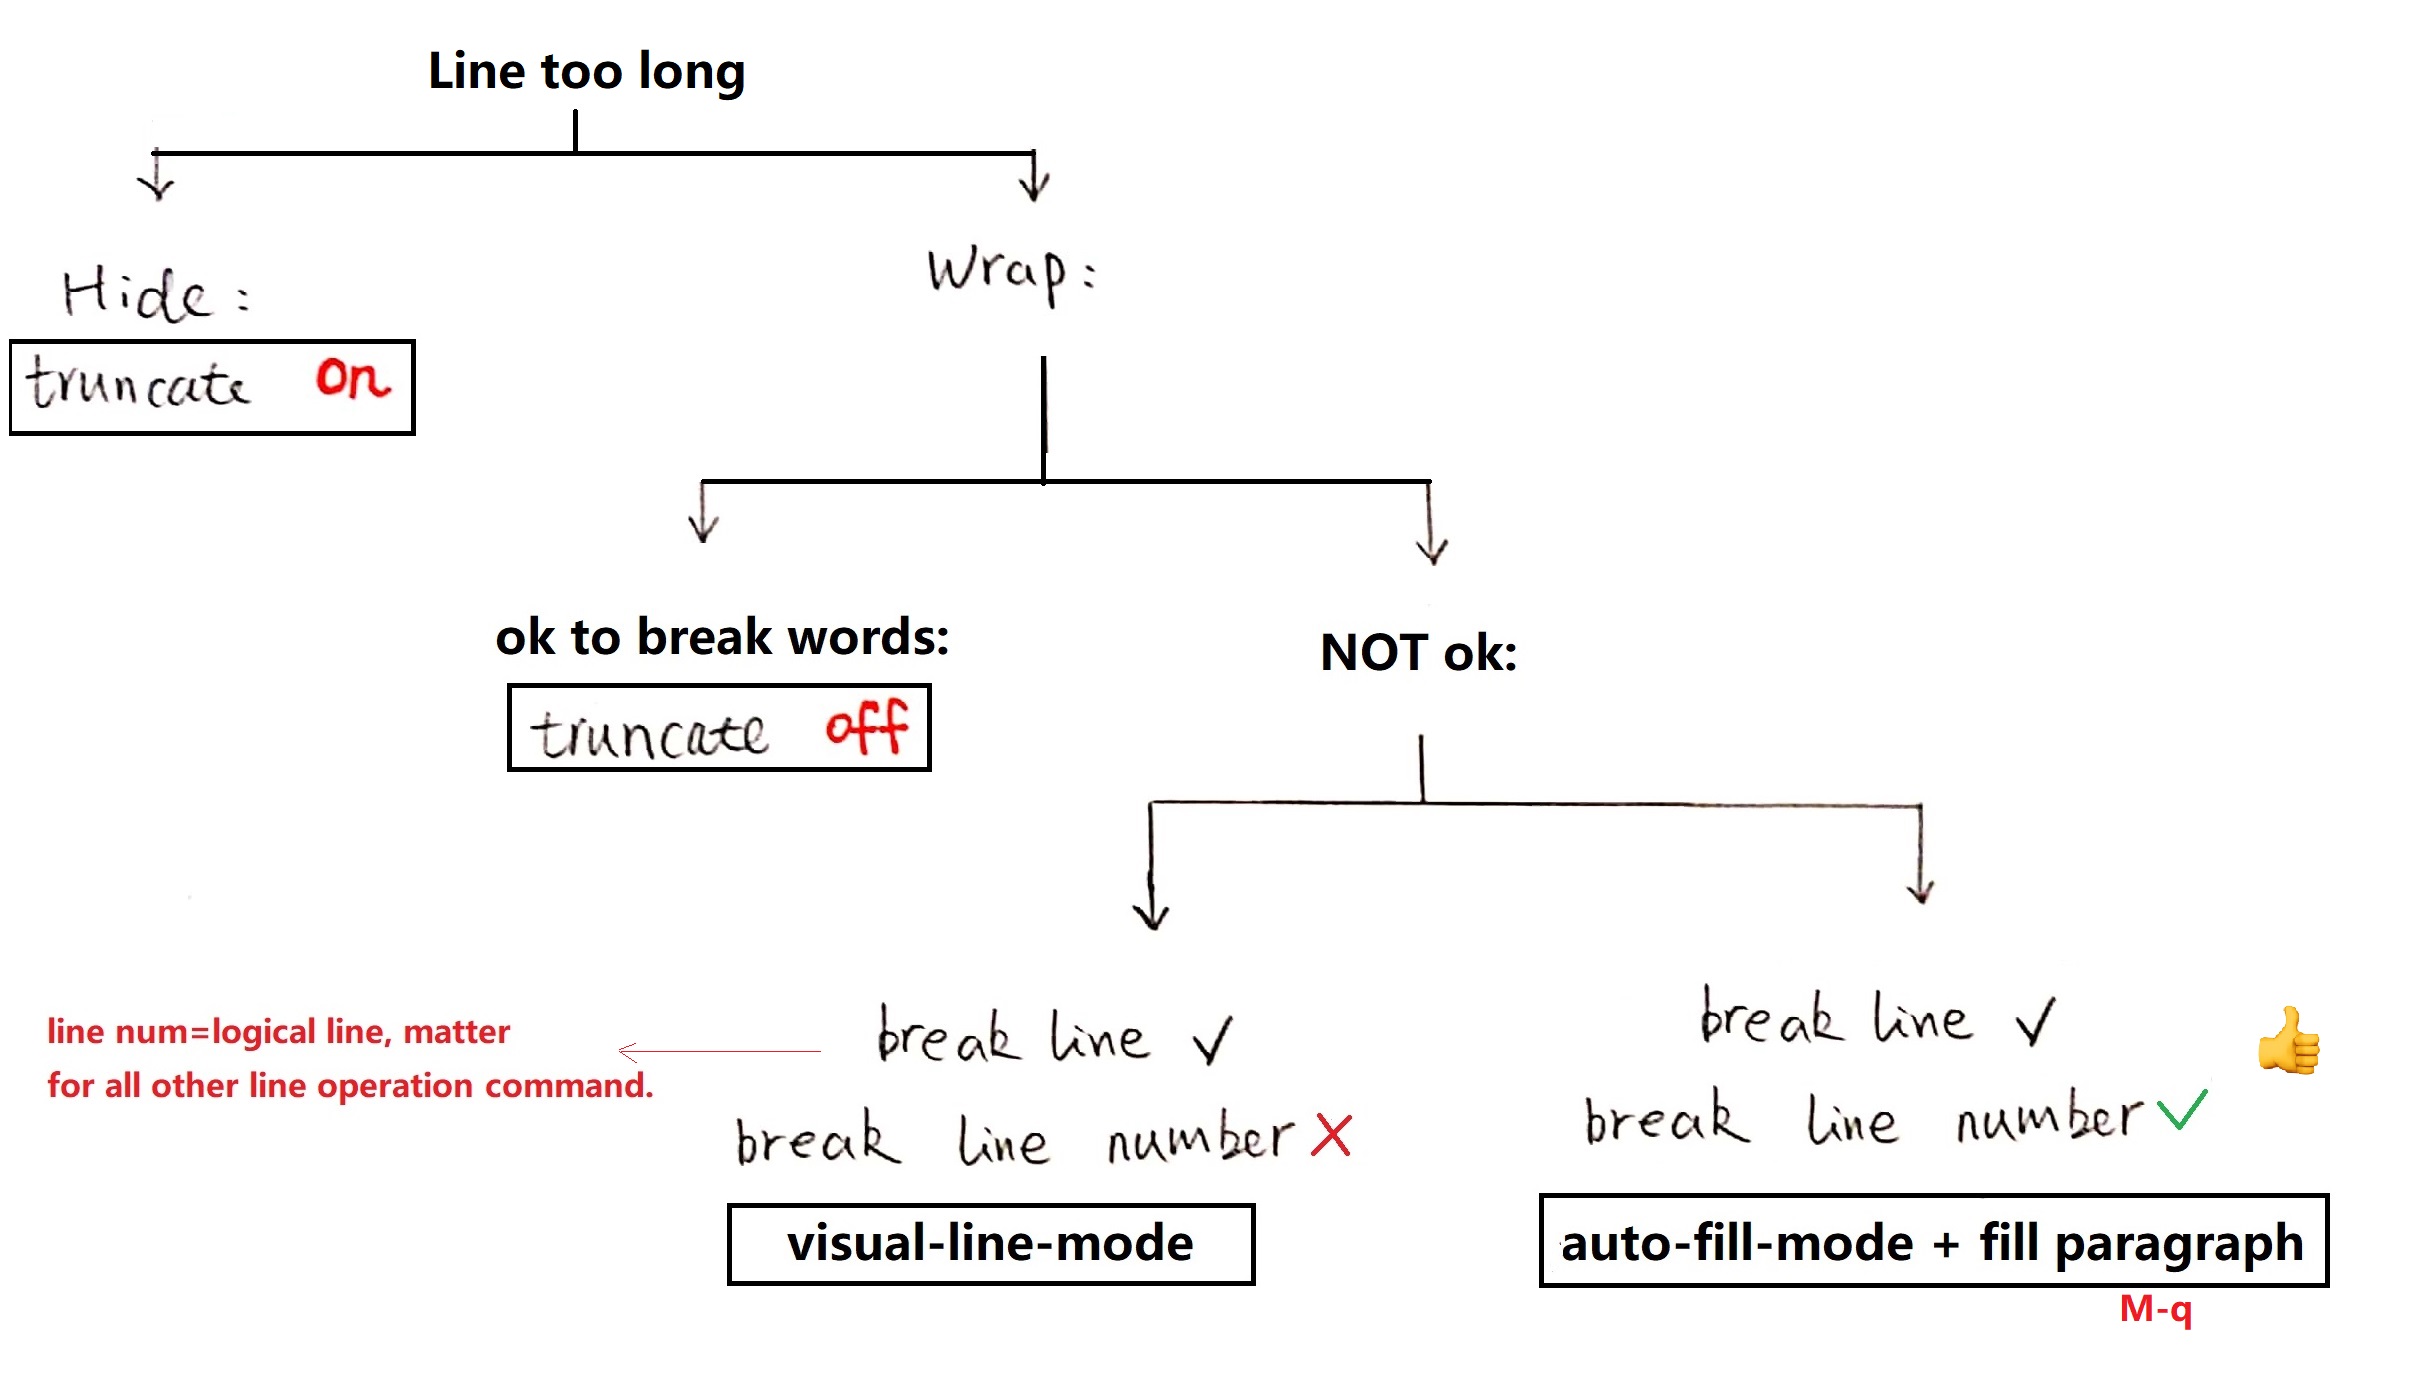 Line too long
Hide:
truncate on
Wrap:
ok to break words:
truncate off
NOT ok:
line num=logical line, matter
for all other line operation command.
break line ✓
break line number ✗
visual-line-mode
break line ✓
break line number ✓
auto-fill-mode + fill paragraph
M-q